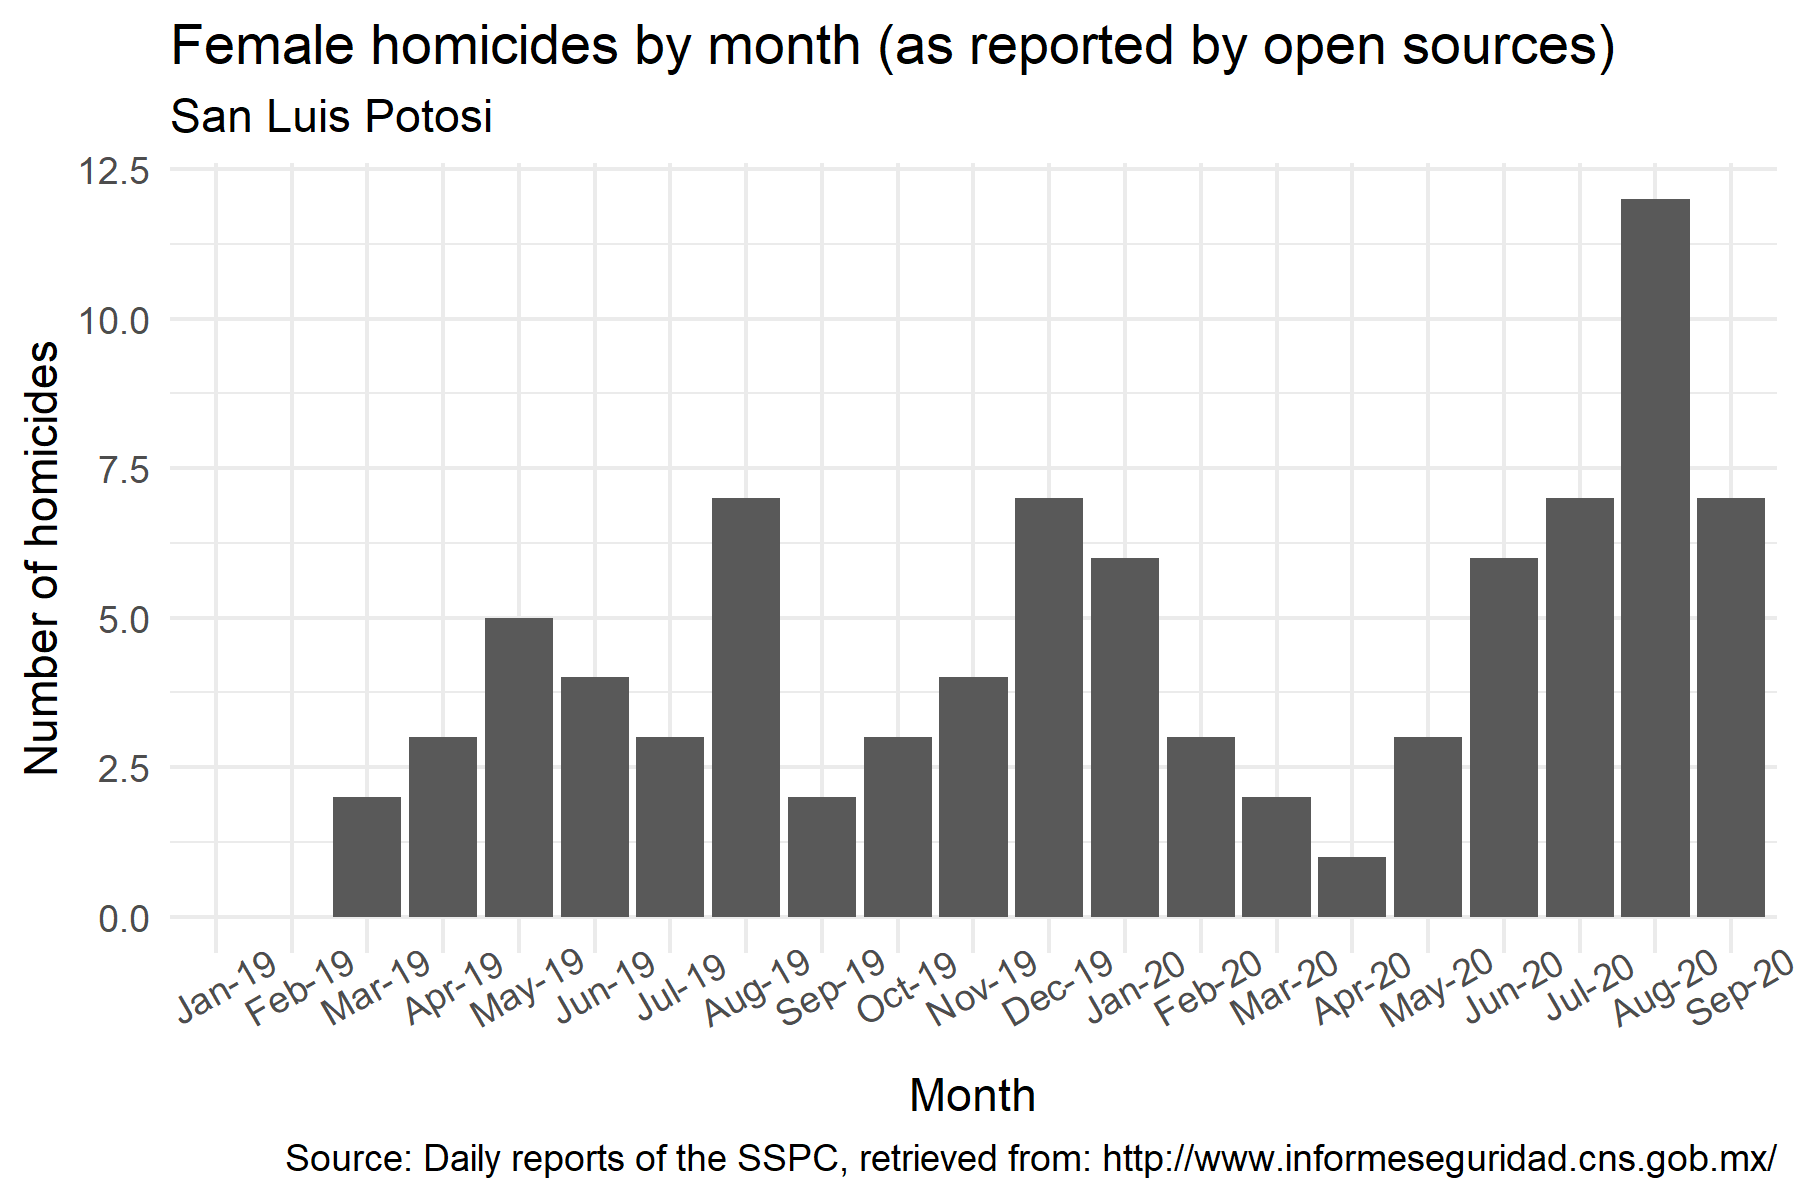 Female homicides by month (as reported by open sources)
San Luis Potosi
12.5
10.0
7.5
5.0
2.5
0.0
Number of homicides
Jan-19
Feb-19
Mar-19
Apr-19
May-19
Jun-19
Jul-19
Aug-19
Sep-19
Oct-19
Nov-19
Dec-19
Jan-20
Feb-20
Mar-20
Apr-20
May-20
Jun-20
Jul-20
Aug-20
Sep-20
Month
Source: Daily reports of the SSPC, retrieved from: http://www.informeseguridad.cns.gob.mx/